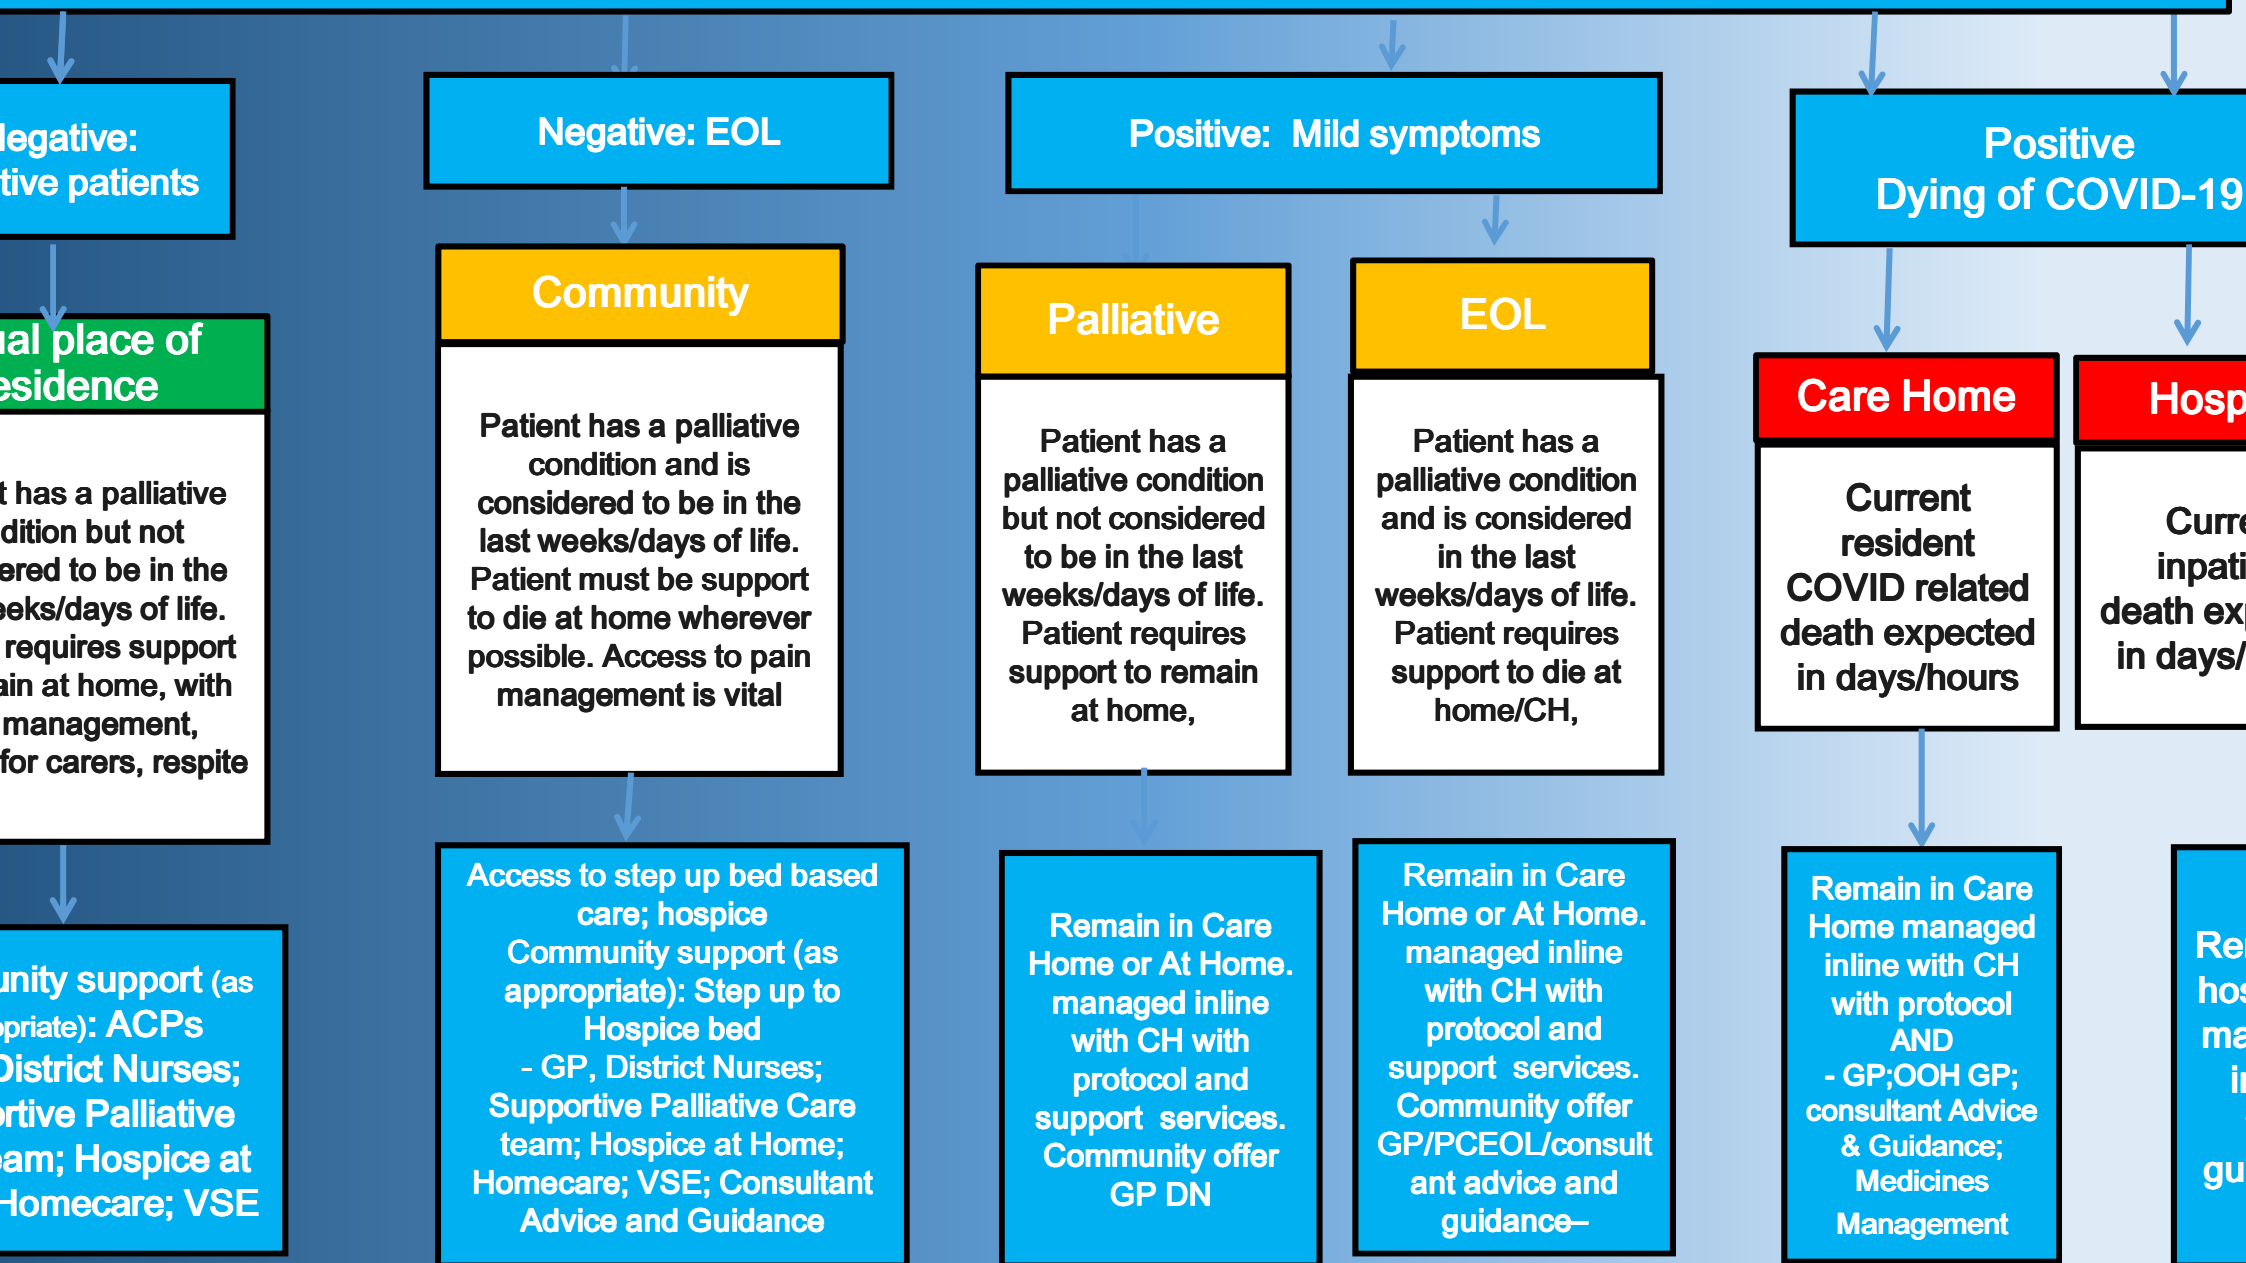 egative:
tive patients
Negative: EOL
Positive:  Mild symptoms
Positive
Dying of COVID-19
ual place of
esidence
t has a palliative
dition but not
ered to be in the
eeks/days of life.
requires support
ain at home, with
management,
for carers, respite
unity support (as
opriate): ACPs
District Nurses;
ortive Palliative
eam; Hospice at
Homecare; VSE
Community
Patient has a palliative
condition and is
considered to be in the
last weeks/days of life.
Patient must be support
to die at home wherever
possible. Access to pain
management is vital
Access to step up bed based
care; hospice
Community support (as
appropriate): Step up to
Hospice bed
- GP, District Nurses;
Supportive Palliative Care
team; Hospice at Home;
Homecare; VSE; Consultant
Advice and Guidance
Palliative
Patient has a
palliative condition
but not considered
to be in the last
weeks/days of life.
Patient requires
support to remain
at home,
Remain in Care
Home or At Home.
managed inline
with CH with
protocol and
support  services.
Community offer
GP DN
EOL
Patient has a
palliative condition
and is considered
in the last
weeks/days of life.
Patient requires
support to die at
home/CH,
Remain in Care
Home or At Home.
managed inline
with CH with
protocol and
support  services.
Community offer
GP/PCEOL/consult
ant advice and
guidance–
Care Home
Current
resident
COVID related
death expected
in days/hours
Remain in Care
Home managed
inline with CH
with protocol
AND
- GP;OOH GP;
consultant Advice
& Guidance;
Medicines
Management
Hosp
Curre
inpati
death exp
in days/
Re
hos
ma
i
gu